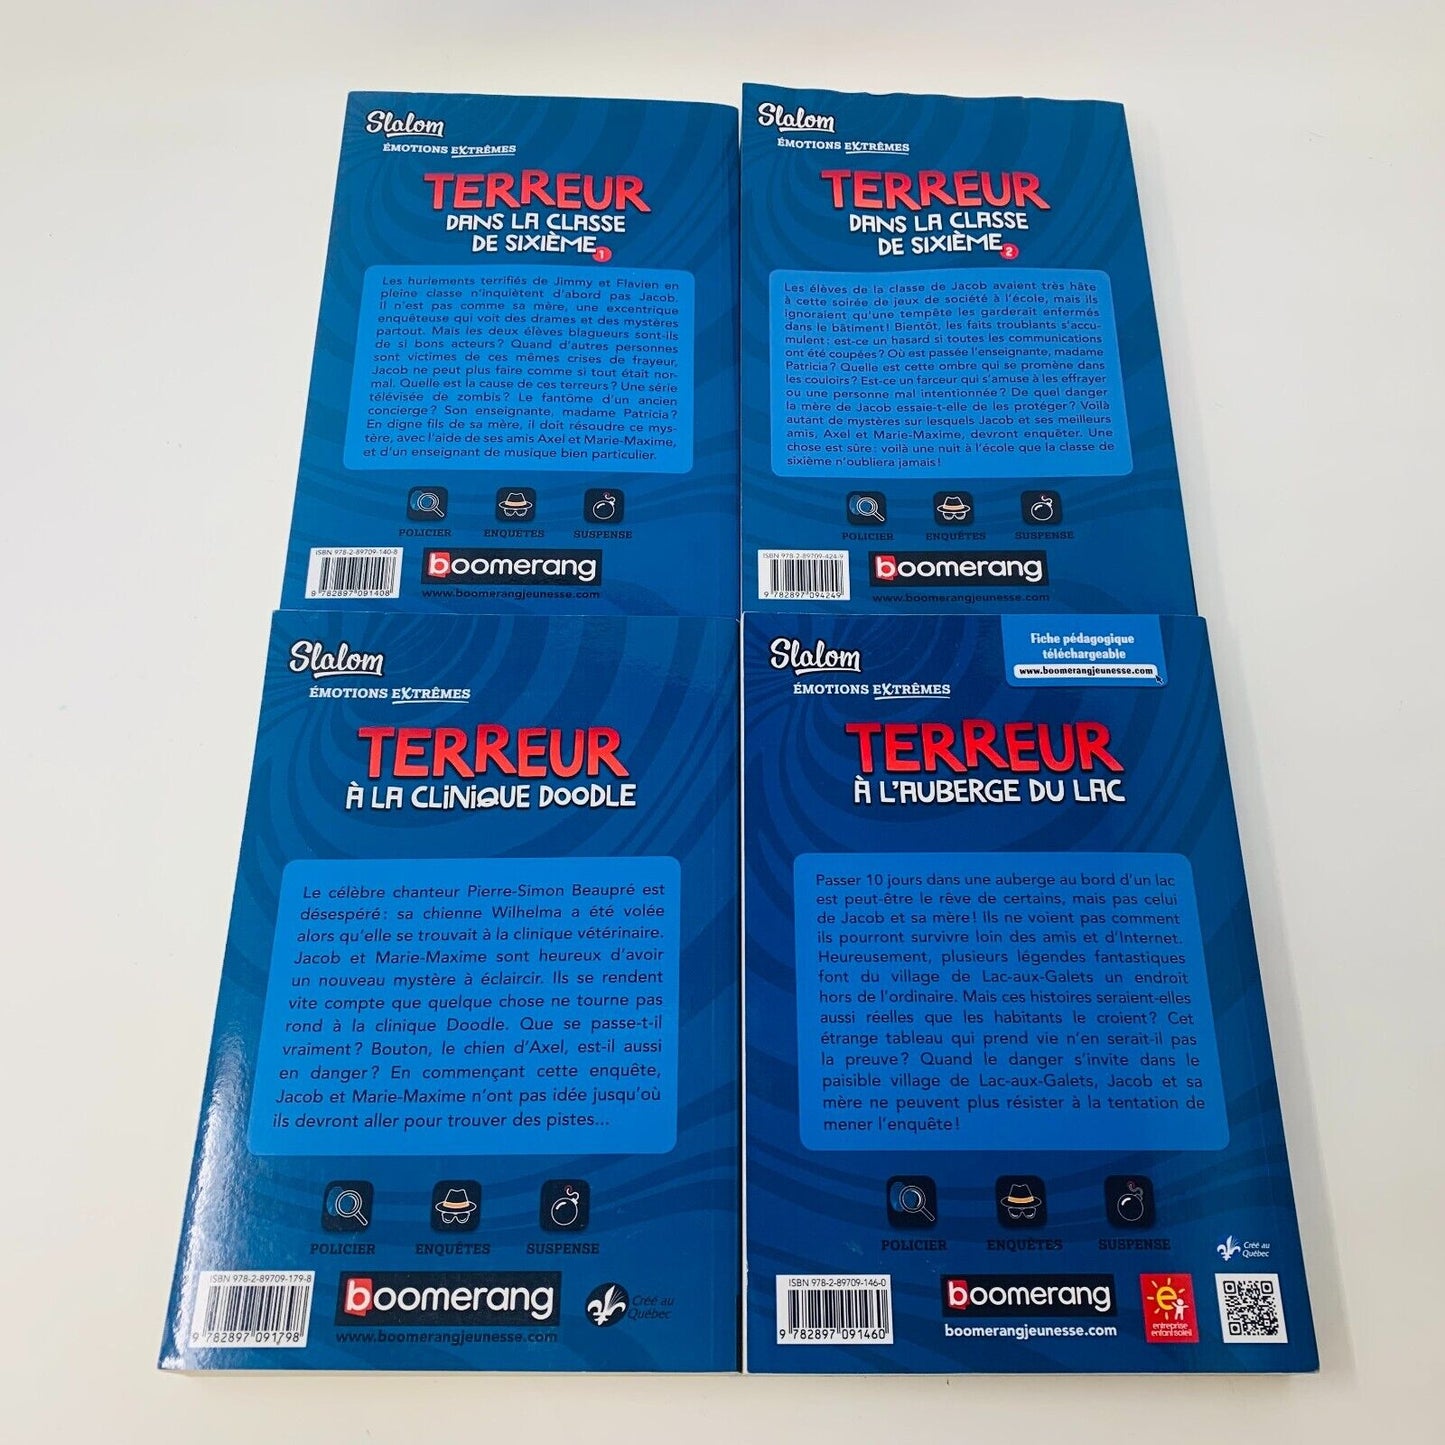 Slalom
ÉMOTIONS EXTRÊMES
TERREUR
DANS LA CLASSE
DE SIXIÈME 1
Les hurlements terrifiés de Jimmy et Flavien en
pleine classe n'inquiètent d'abord pas Jacob.
Il n'est pas comme sa mère, une excentrique
enquêteuse qui voit des drames et des mystères
partout. Mais les deux élèves blagueurs sont-ils
de si bons acteurs ? Quand d'autres personnes
sont victimes de ces mêmes crises de frayeur,
Jacob ne peut plus faire comme si tout était nor-
mal. Quelle est la cause de ces terreurs ? Une série
télévisée de zombis ? Le fantôme d'un ancien
concierge ? Son enseignante, madame Patricia ?
En digne fils de sa mère, il doit résoudre ce mys-
tère, avec l'aide de ses amis Axel et Marie-Maxime,
et d'un enseignant de musique bien particulier.
POLICIER ENQUÊTES SUSPENSE
ISBN 978-2-89709-140-8
9 782897 091408
boomerang
www.boomerangjeunesse.com
Slalom
ÉMOTIONS EXTRÊMES
TERREUR
DANS LA CLASSE
DE SIXIÈME 2
Les élèves de la classe de Jacob avaient très hâte
à cette soirée de jeux de société à l'école, mais ils
ignoraient qu'une tempête les garderait enfermés
dans le bâtiment ! Bientôt, les faits troublants s'accu-
mulent : est-ce un hasard si toutes les communications
ont été coupées ? Où est passée l'enseignante, madame
Patricia ? Quelle est cette ombre qui se promène dans
les couloirs ? Est-ce un farceur qui s'amuse à les effrayer
ou une personne mal intentionnée ? De quel danger
la mère de Jacob essaie-t-elle de les protéger ? Voilà
autant de mystères sur lesquels Jacob et ses meilleurs
amis, Axel et Marie-Maxime, devront enquêter. Une
chose est sûre : voilà une nuit à l'école que la classe de
sixième n'oubliera jamais !
POLICIER ENQUÊTES SUSPENSE
ISBN 978-2-89709-424-9
9 782897 094249
boomerang
www.boomerangjeunesse.com
Slalom
ÉMOTIONS EXTRÊMES
TERREUR
À LA CLINIQUE DOODLE
Le célèbre chanteur Pierre-Simon Beaupré est
désespéré : sa chienne Wilhelma a été volée
alors qu'elle se trouvait à la clinique vétérinaire.
Jacob et Marie-Maxime sont heureux d'avoir
un nouveau mystère à éclaircir. Ils se rendent
vite compte que quelque chose ne tourne pas
rond à la clinique Doodle. Que se passe-t-il
vraiment ? Bouton, le chien d'Axel, est-il aussi
en danger ? En commençant cette enquête,
Jacob et Marie-Maxime n'ont pas idée jusqu'où
ils devront aller pour trouver des pistes...
POLICIER ENQUÊTES SUSPENSE
ISBN 978-2-89709-179-8
9 782897 091798
boomerang
www.boomerangjeunesse.com
Créé au
Québec
Slalom
ÉMOTIONS EXTRÊMES
Fiche pédagogique
téléchargeable
www.boomerangjeunesse.com
TERREUR
À L'AUBERGE DU LAC
Passer 10 jours dans une auberge au bord d'un lac
est peut-être le rêve de certains, mais pas celui
de Jacob et sa mère ! Ils ne voient pas comment
ils pourront survivre loin des amis et d'Internet.
Heureusement, plusieurs légendes fantastiques
font du village de Lac-aux-Galets un endroit
hors de l'ordinaire. Mais ces histoires seraient-elles
aussi réelles que les habitants le croient ? Cet
étrange tableau qui prend vie n'en serait-il pas
la preuve ? Quand le danger s'invite dans le
paisible village de Lac-aux-Galets, Jacob et sa
mère ne peuvent plus résister à la tentation de
mener l'enquête !
POLICIER ENQUÊTES SUSPENSE
Créé au
Québec
ISBN 978-2-89709-146-0
9 782897 091460
boomerang
boomerangjeunesse.com
entreprise
enfant soleil